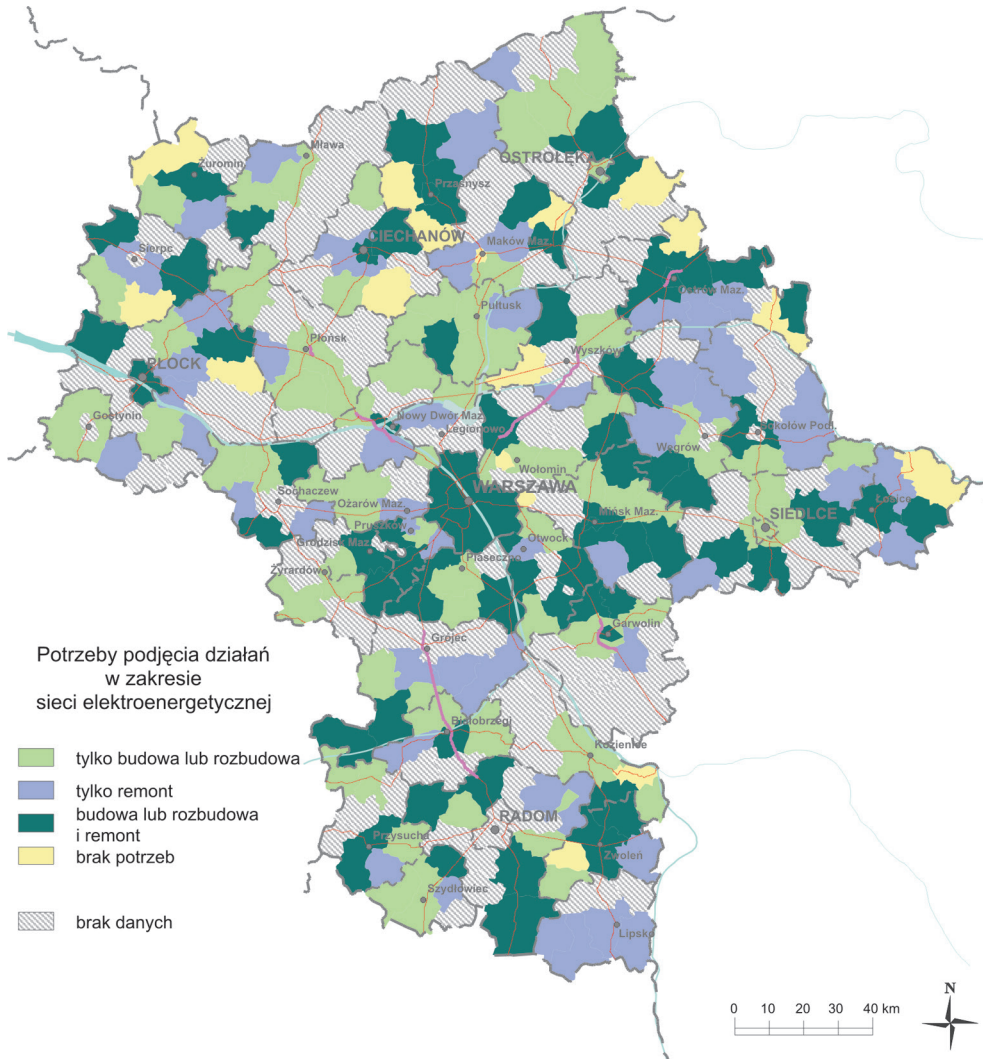 Mława
Żuromin
OSTROŁĘKA
Przasnysz
CIECHANÓW
Maków Maz.
Sierpc
Ostrów Maz.
Pułtusk
Płońsk
Wyszków
PŁOCK
Gostynin
Nowy Dwór Maz.
Legionowo
Sokołów Podl.
Węgrów
Wołomin
WARSZAWA
Sochaczew
Ożarów Maz.
Łosice
Pruszków
Mińsk Maz.
SIEDLCE
Grodzisk Maz.
Otwock
Żyrardów
Piaseczno
Garwolin
Grójec
Potrzeby podjęcia działań
w zakresie
sieci elektroenergetycznej
Białobrzegi
Kozienice
tylko budowa lub rozbudowa
tylko remont
budowa lub rozbudowa
i remont
brak potrzeb
brak danych
RADOM
Przysucha
Zwoleń
Szydłowiec
Lipsko
N
0 10 20 30 40 km